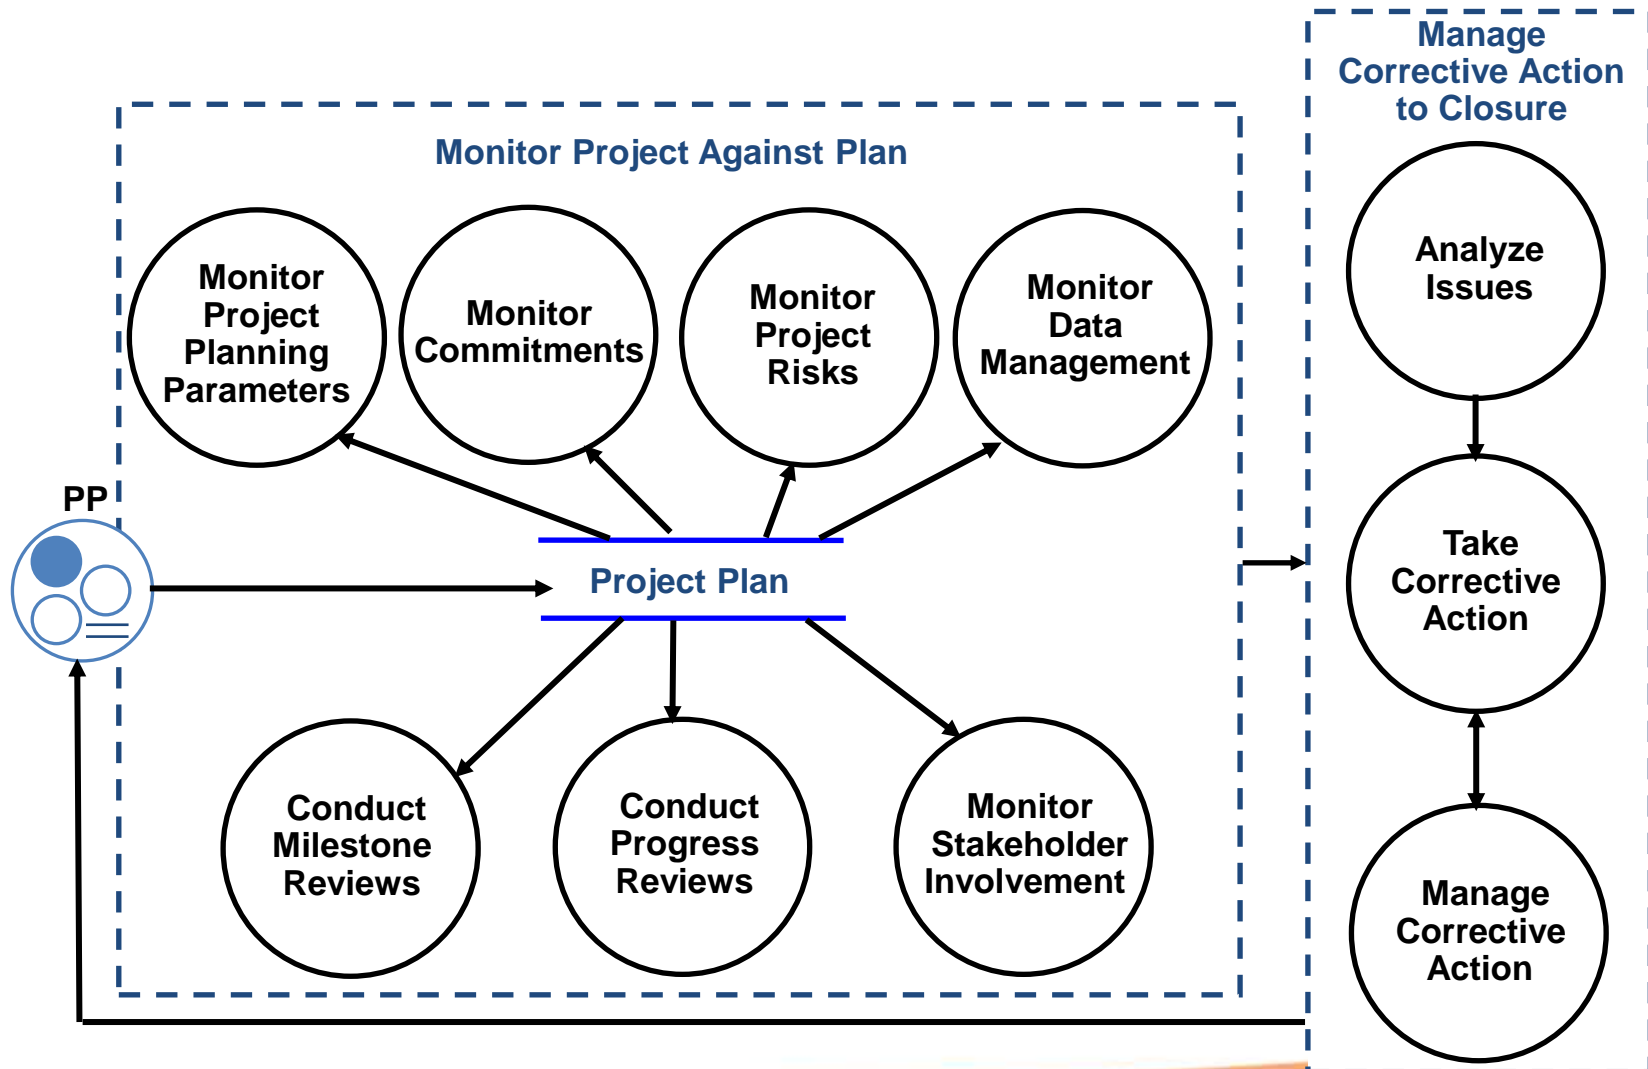 Manage
Corrective Action
to Closure
Monitor Project Against Plan
Monitor
Project
Planning
Parameters
Monitor
Commitments
Monitor
Project
Risks
Monitor
Data
Management
Analyze
Issues
PP
Project Plan
Take
Corrective
Action
Conduct
Milestone
Reviews
Conduct
Progress
Reviews
Monitor
Stakeholder
Involvement
Manage
Corrective
Action